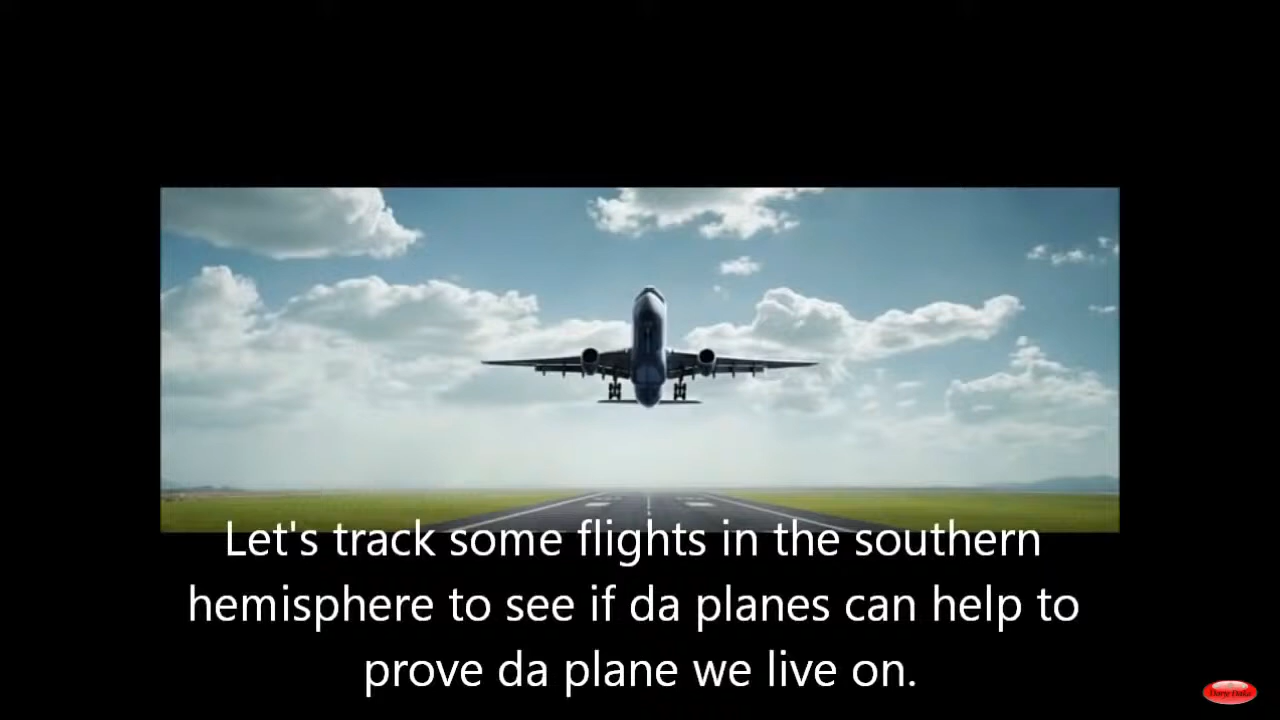 Let's track some flights in the southern
hemisphere to see if da planes can help to
prove da plane we live on.